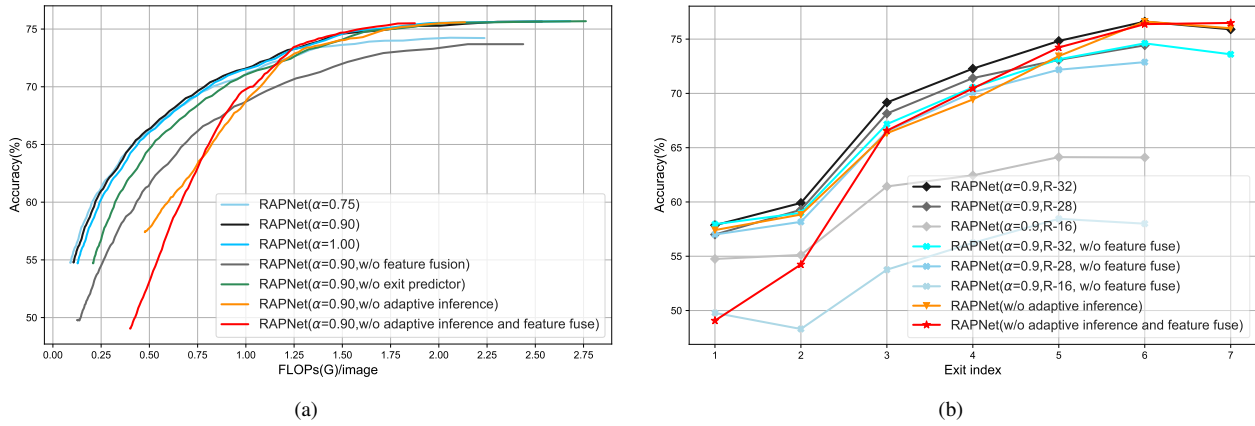 Accuracy(%)
75
70
65
60
55
50
0.00 0.25 0.50 0.75 1.00 1.25 1.50 1.75 2.00 2.25 2.50 2.75
FLOPs(G)/image
RAPNet(α=0.75)
RAPNet(α=0.90)
RAPNet(α=1.00)
RAPNet(α=0.90,w/o feature fusion)
RAPNet(α=0.90,w/o exit predictor)
RAPNet(α=0.90,w/o adaptive inference)
RAPNet(α=0.90,w/o adaptive inference and feature fuse)
(a)
Accuracy(%)
75
70
65
60
55
50
1 2 3 4 5 6 7
Exit index
RAPNet(α=0.9,R-32)
RAPNet(α=0.9,R-28)
RAPNet(α=0.9,R-16)
RAPNet(α=0.9,R-32, w/o feature fuse)
RAPNet(α=0.9,R-28, w/o feature fuse)
RAPNet(α=0.9,R-16, w/o feature fuse)
RAPNet(w/o adaptive inference)
RAPNet(w/o adaptive inference and feature fuse)
(b)